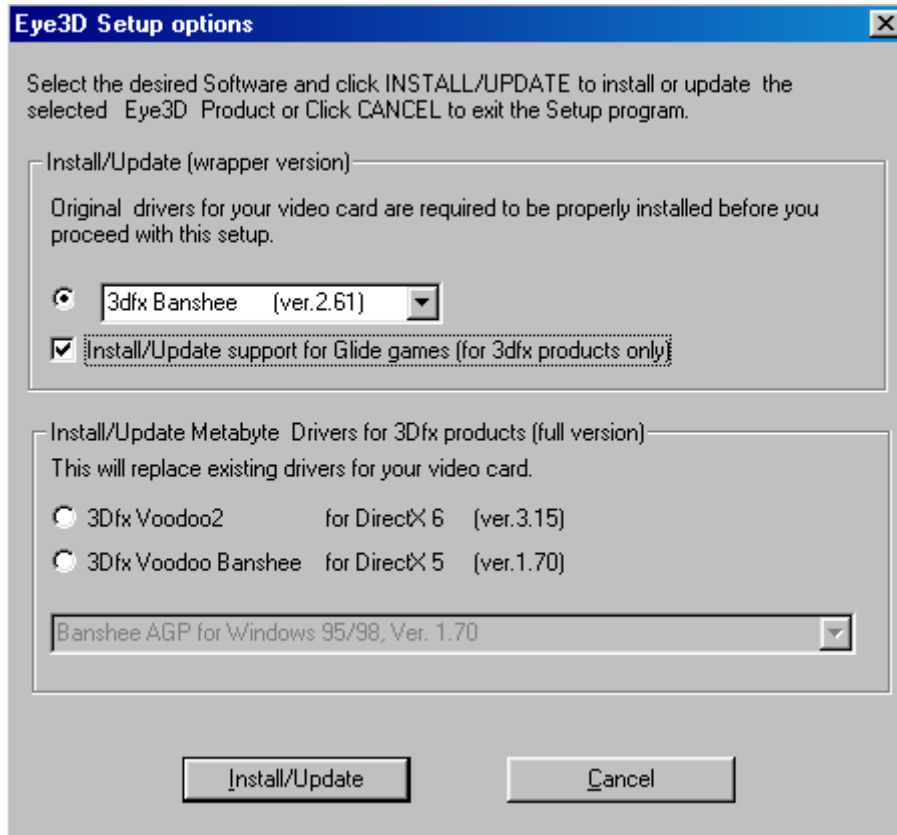 Eye3D Setup options
Select the desired Software and click INSTALL/UPDATE to install or update the
selected Eye3D Product or Click CANCEL to exit the Setup program.
Install/Update (wrapper version)
Original drivers for your video card are required to be properly installed before you
proceed with this setup.
3dfx Banshee (ver.2.61)
Install/Update support for Glide games (for 3dfx products only)
Install/Update Metabyte Drivers for 3Dfx products (full version)
This will replace existing drivers for your video card.
3Dfx Voodoo2 for DirectX 6 (ver.3.15)
3Dfx Voodoo Banshee for DirectX 5 (ver.1.70)
Banshee AGP for Windows 95/98, Ver. 1.70
Install/Update Cancel